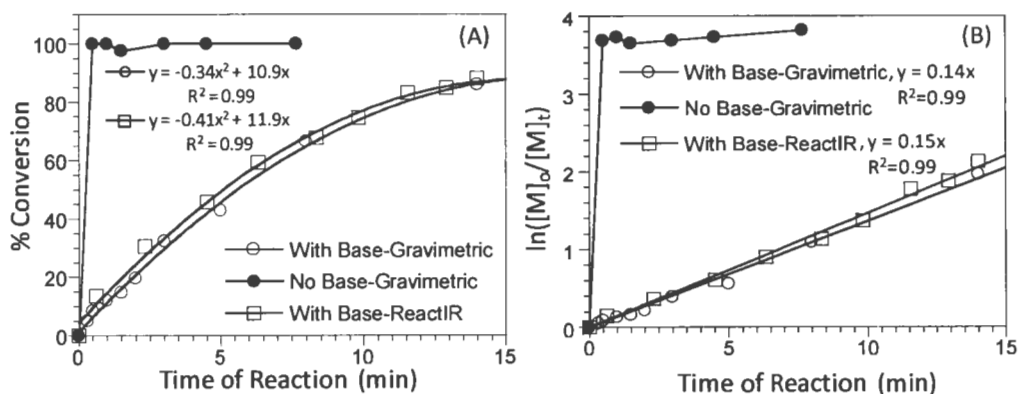 (A)
% Conversion
100
80
60
40
20
0
y = -0.34x² + 10.9x
R² = 0.99
y = -0.41x² + 11.9x
R² = 0.99
With Base-Gravimetric
No Base-Gravimetric
With Base-ReactIR
0 5 10 15
Time of Reaction (min)
(B)
ln([M]₀/[M]ₜ)
4
3
2
1
0
With Base-Gravimetric, y = 0.14x
R²=0.99
No Base-Gravimetric
With Base-ReactIR, y = 0.15x
R²=0.99
0 5 10 15
Time of Reaction (min)